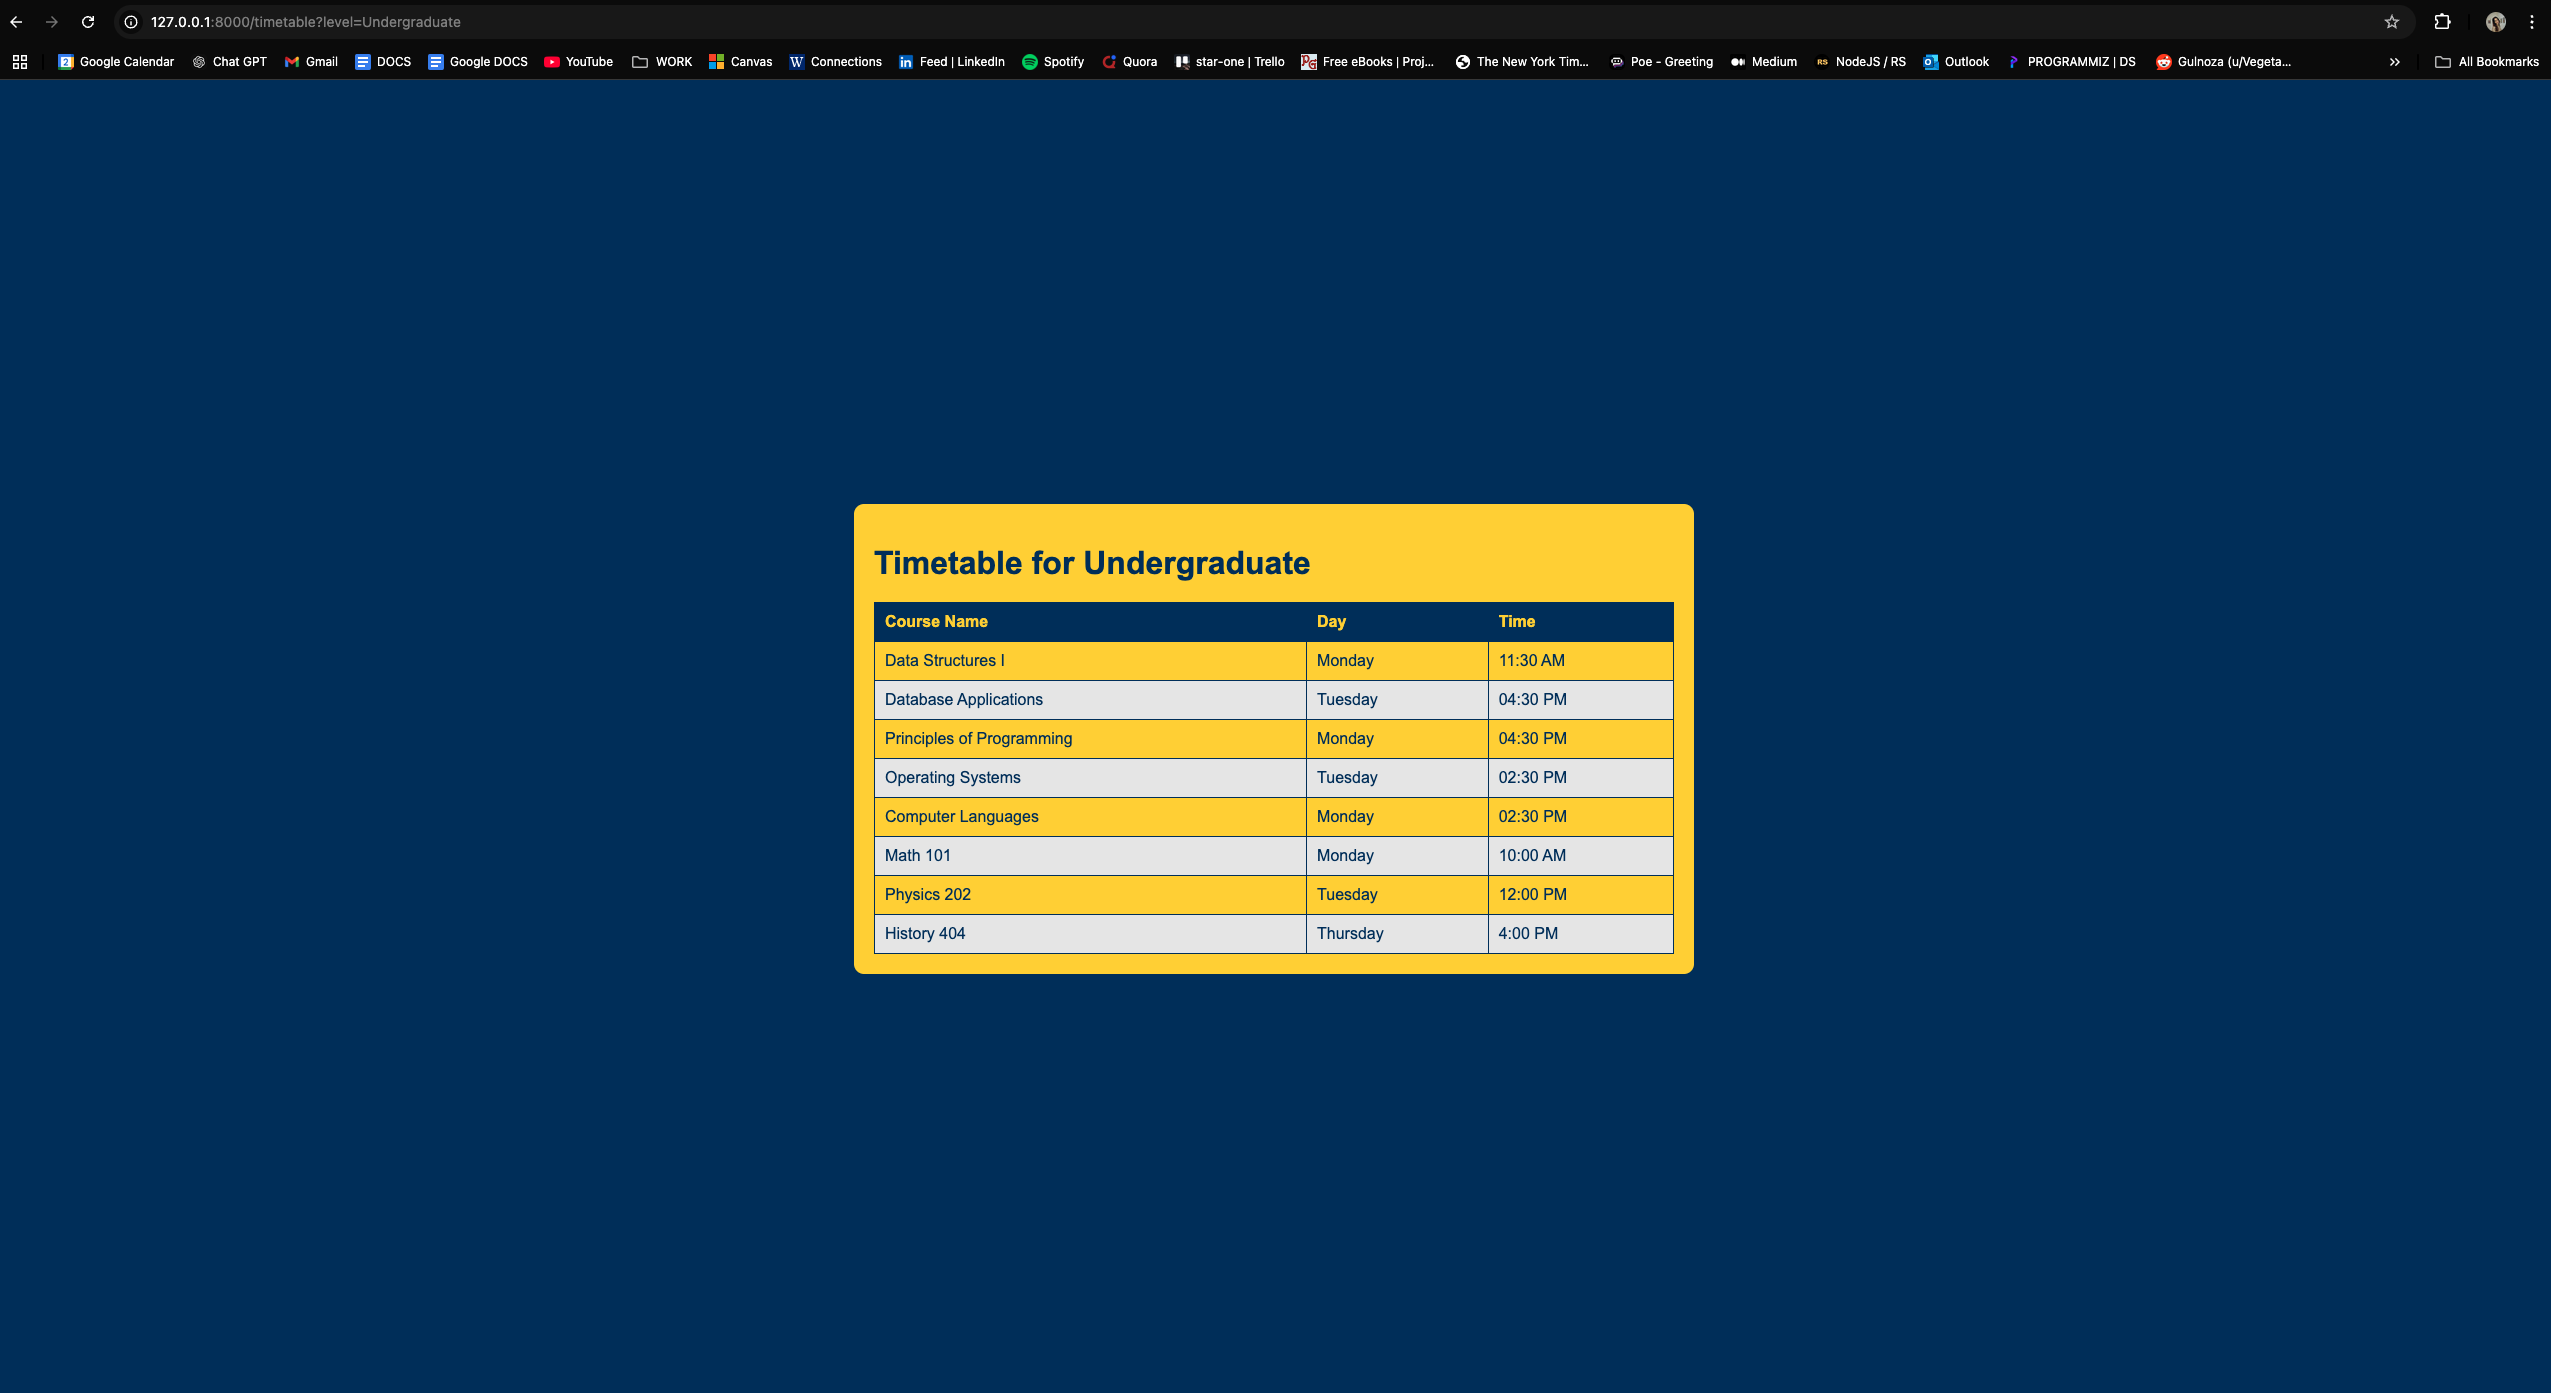 127.0.0.1:8000/timetable?level=Undergraduate
Google Calendar Chat GPT Gmail DOCS Google DOCS YouTube WORK Canvas Connections Feed | LinkedIn Spotify Quora star-one | Trello Free eBooks | Proj... The New York Tim... Poe - Greeting Medium NodeJS / RS Outlook PROGRAMMIZ | DS Gulnoza (u/Vegeta... All Bookmarks
Timetable for Undergraduate
Course Name Day Time
Data Structures I Monday 11:30 AM
Database Applications Tuesday 04:30 PM
Principles of Programming Monday 04:30 PM
Operating Systems Tuesday 02:30 PM
Computer Languages Monday 02:30 PM
Math 101 Monday 10:00 AM
Physics 202 Tuesday 12:00 PM
History 404 Thursday 4:00 PM